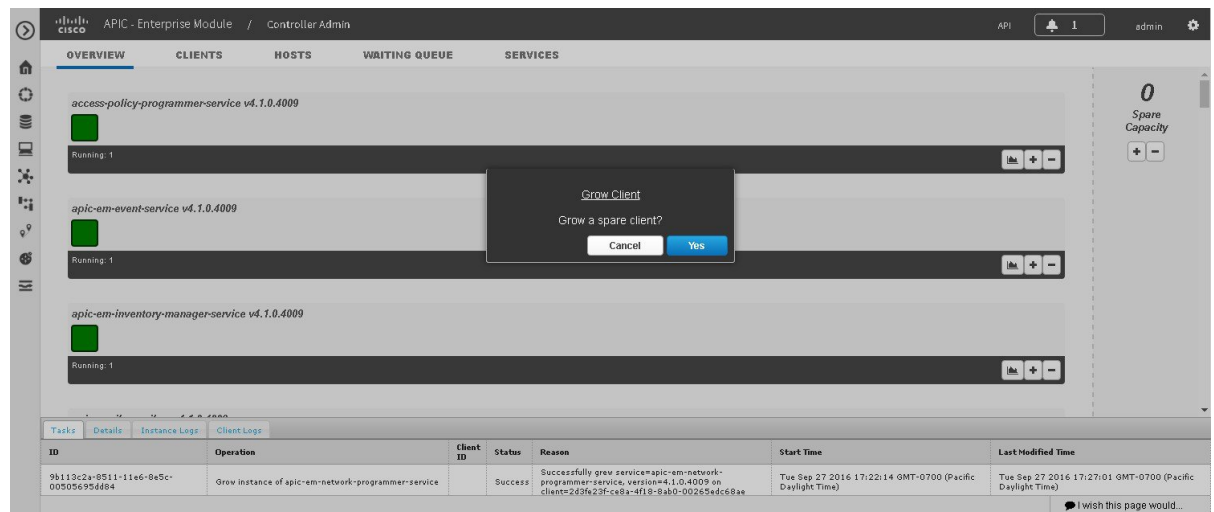 CISCO APIC - Enterprise Module / Controller Admin API 1 admin
OVERVIEW CLIENTS HOSTS WAITING QUEUE SERVICES
access-policy-programmer-service v4.1.0.4009
Running: 1
0
Spare
Capacity
+ -
+ -
Grow Client
Grow a spare client?
Cancel Yes
apic-em-event-service v4.1.0.4009
Running: 1
+ -
apic-em-inventory-manager-service v4.1.0.4009
Running: 1
+ -
Tasks Details Instance Logs Client Logs
ID Operation Client ID Status Reason Start Time Last Modified Time
9b113c2a-8511-11e6-8e5c-
00505695dd84
Grow instance of apic-em-network-programmer-service
Success
Successfully grew service=apic-em-network-
programmer-service, version=4.1.0.4009 on
client=2d3fe23f-ce8a-4f18-8ab0-00265edc68ae
Tue Sep 27 2016 17:22:14 GMT-0700 (Pacific
Daylight Time)
Tue Sep 27 2016 17:27:01 GMT-0700 (Pacific
Daylight Time)
I wish this page would...